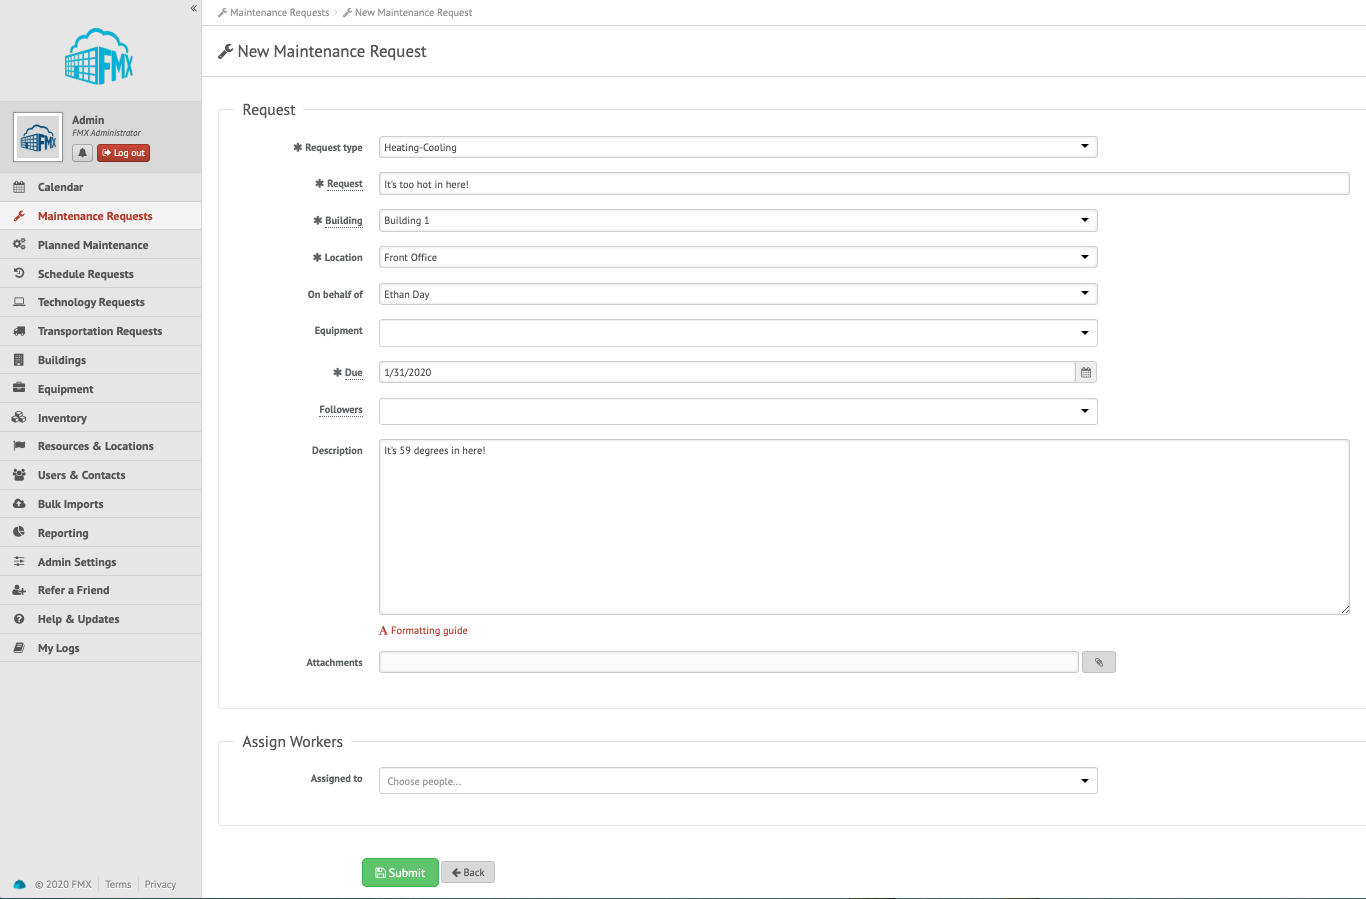 «
Maintenance Requests › New Maintenance Request
FMX
New Maintenance Request
Admin
FMX Administrator
Log out
FMX
Calendar
Maintenance Requests
Planned Maintenance
Schedule Requests
Technology Requests
Transportation Requests
Buildings
Equipment
Inventory
Resources & Locations
Users & Contacts
Bulk Imports
Reporting
Admin Settings
Refer a Friend
Help & Updates
My Logs
© 2020 FMX Terms Privacy
Request
✱ Request type Heating-Cooling
✱ Request It's too hot in here!
✱ Building Building 1
✱ Location Front Office
On behalf of Ethan Day
Equipment
✱ Due 1/31/2020
Followers
Description It's 59 degrees in here!
A Formatting guide
Attachments
Assign Workers
Assigned to Choose people...
Submit Back